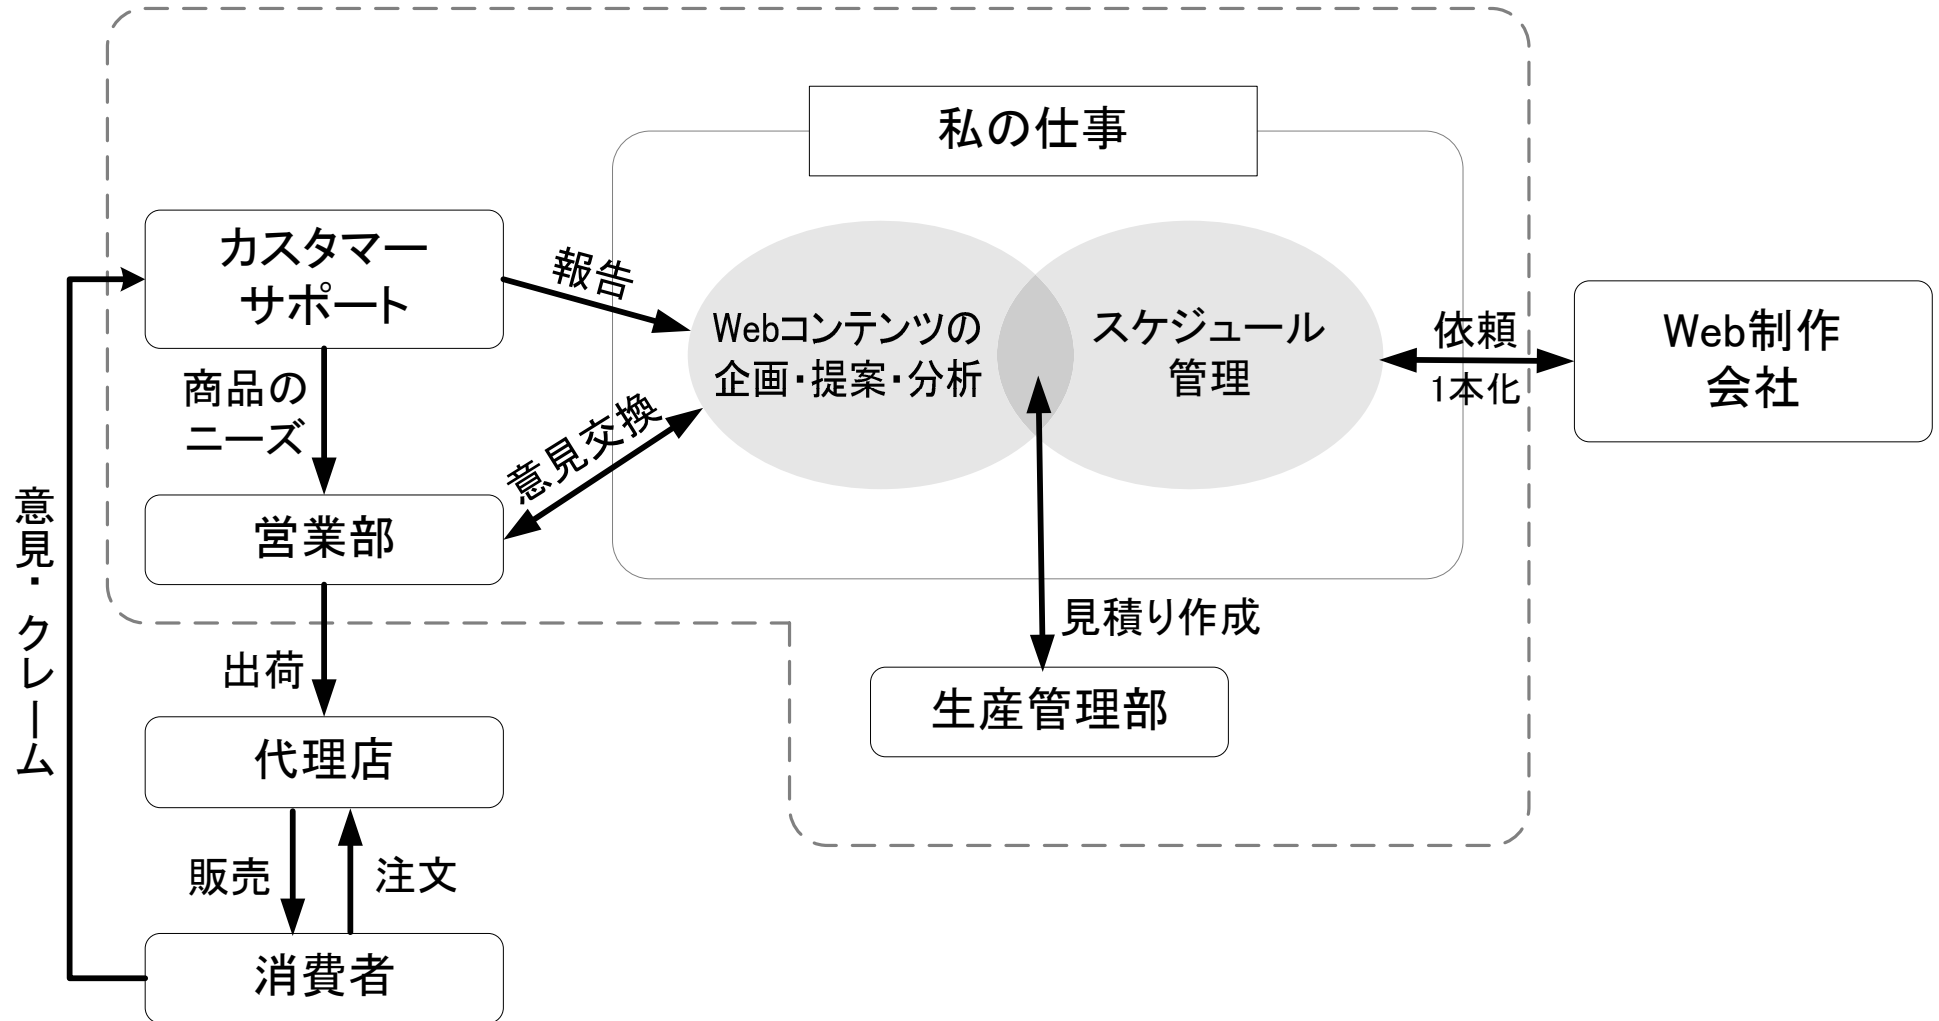 私の仕事
カスタマー
サポート
報告
Webコンテンツの
企画・提案・分析
スケジュール
管理
依頼
1本化
Web制作
会社
商品の
ニーズ
意見交換
営業部
意見・クレーム
見積り作成
出荷
生産管理部
代理店
販売
注文
消費者